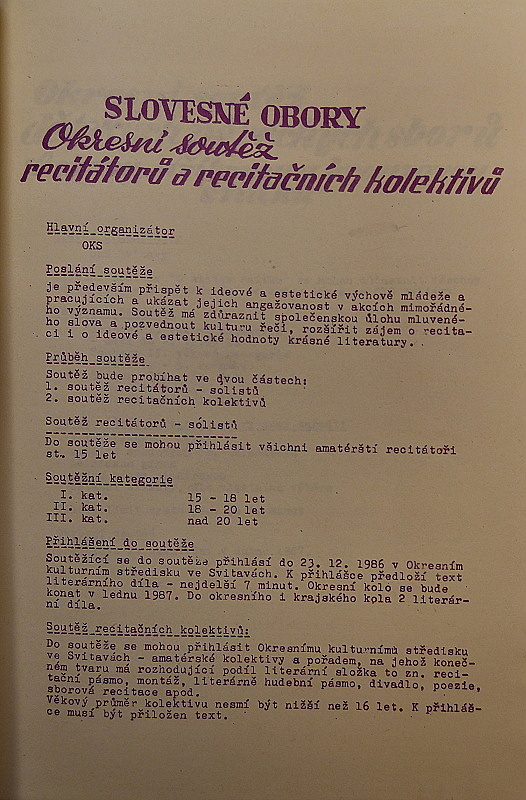 SLOVESNÉ OBORY
Okresní soutěž
recitátorů a recitačních kolektivů
Hlavní organizátor
OKS
Poslání soutěže
je především přispět k ideové a estetické výchově mládeže a
pracujících a ukázat jejich angažovanost v akcích mimořádné-
ho významu. Soutěž má zdůraznit společenskou úlohu mluvené-
ho slova a pozvednout kulturu řeči, rozšířit zájem o recita-
ci i o ideové a estetické hodnoty krásné literatury.
Průběh soutěže
Soutěž bude probíhat ve dvou částech:
1. soutěž recitátorů - solistů
2. soutěž recitačních kolektivů
Soutěž recitátorů - sólistů
Do soutěže se mohou přihlásit všichni amatérští recitátoři
st. 15 let
Soutěžní kategorie
I. kat. 15 - 18 let
II. kat. 18 - 20 let
III. kat. nad 20 let
Přihlášení do soutěže
Soutěžící se do soutěže přihlásí do 23. 12. 1986 v Okresním
kulturním středisku ve Svitavách. K přihlášce předloží text
literárního díla - nejdelší 7 minut. Okresní kolo se bude
konat v lednu 1987. Do okresního i krajského kola 2 literár-
ní díla.
Soutěž recitačních kolektivů:
Do soutěže se mohou přihlásit Okresnímu kulturnímu středisku
ve Svitavách - amatérské kolektivy a pořadem, na jehož koneč-
ném tvaru má rozhodující podíl literární složka to zn. reci-
tační pásmo, montáž, literárně hudební pásmo, divadlo, poezie,
sborová recitace apod.
Věkový průměr kolektivu nesmí být nižší než 16 let. K přihláš-
ce musí být přiložen text.